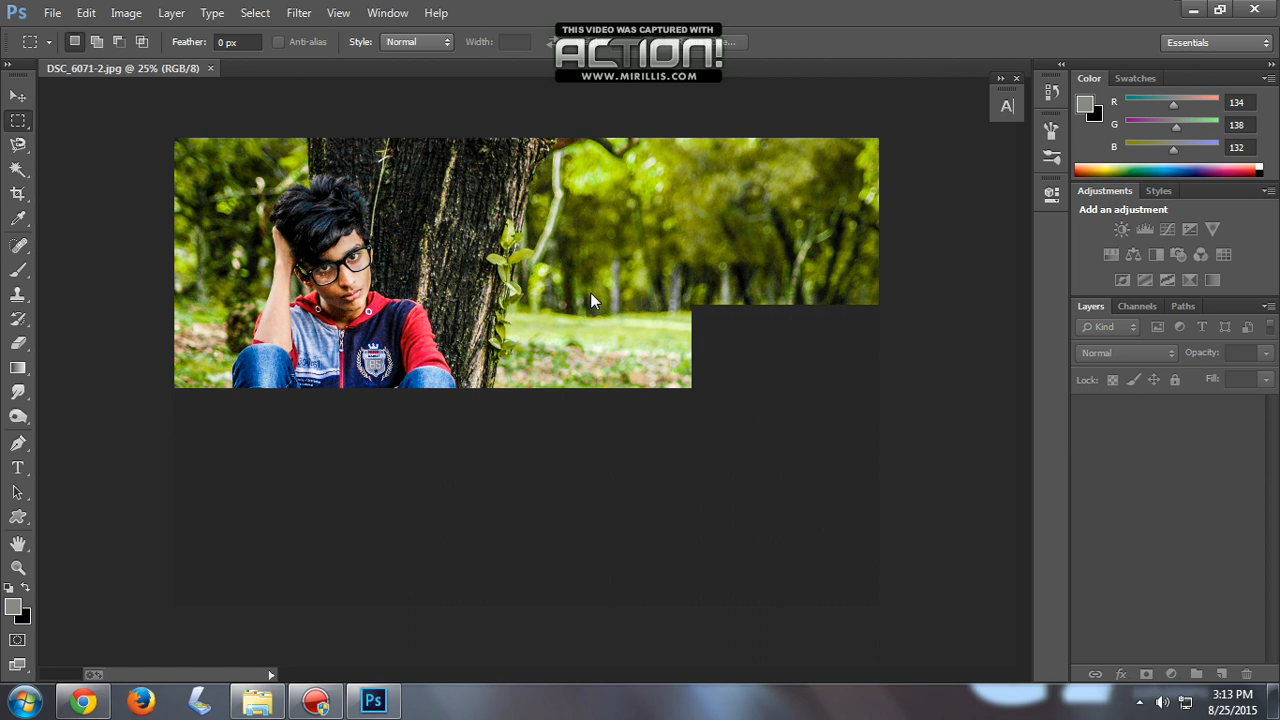 Ps File Edit Image Layer Type Select Filter View Window Help
THIS VIDEO WAS CAPTURED WITH
ACTION!
WWW.MIRILLIS.COM
Feather: 0 px Anti-alias Style: Normal Width: Essentials
DSC_6071-2.jpg @ 25% (RGB/8) ×
Color Swatches
A
R 134
G 138
B 132
Adjustments Styles
Add an adjustment
Layers Channels Paths
Kind
Normal Opacity:
Lock: Fill:
Ps
3:13 PM
8/25/2015